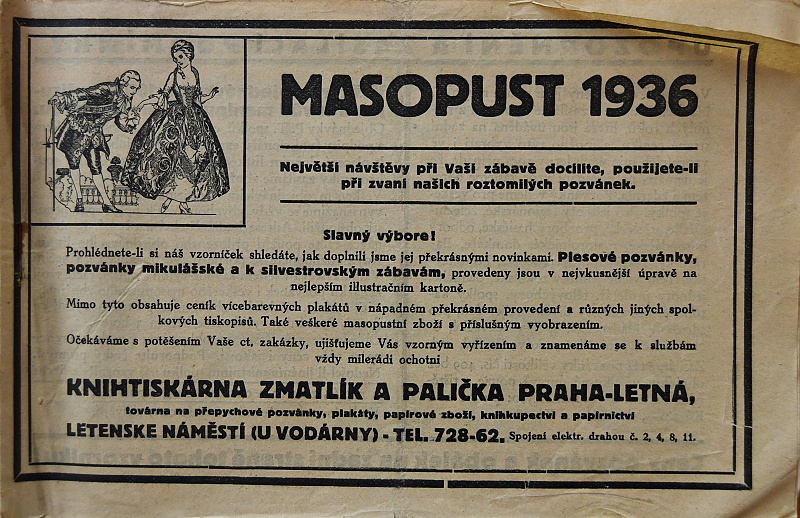 MASOPUST 1936
Největší návštěvy při Vaší zábavě docílíte, použijete-li
při zvaní našich roztomilých pozvánek.
Slavný výbore!
Prohlédnete-li si náš vzorníček shledáte, jak doplnili jsme jej překrásnými novinkami. Plesové pozvánky,
pozvánky mikulášské a k silvestrovským zábavám, provedeny jsou v nejvkusnější úpravě na
nejlepším illustračním kartoně.
Mimo tyto obsahuje ceník vícebarevných plakátů v nápadném překrásném provedení a různých jiných spol-
kových tiskopisů. Také veškeré masopustní zboží s příslušným vyobrazením.
Očekáváme s potěšením Vaše ct. zakázky, ujišťujeme Vás vzorným vyřízením a znamenáme se k službám
vždy milerádi ochotni
KNIHTISKÁRNA ZMATLÍK A PALIČKA PRAHA-LETNÁ,
továrna na přepychové pozvánky, plakáty, papírové zboží, knihkupectví a papírnictví
LETENSKÉ NÁMĚSTÍ (U VODÁRNY) - TEL. 728-62. Spojení elektr. drahou č. 2, 4, 8, 11.